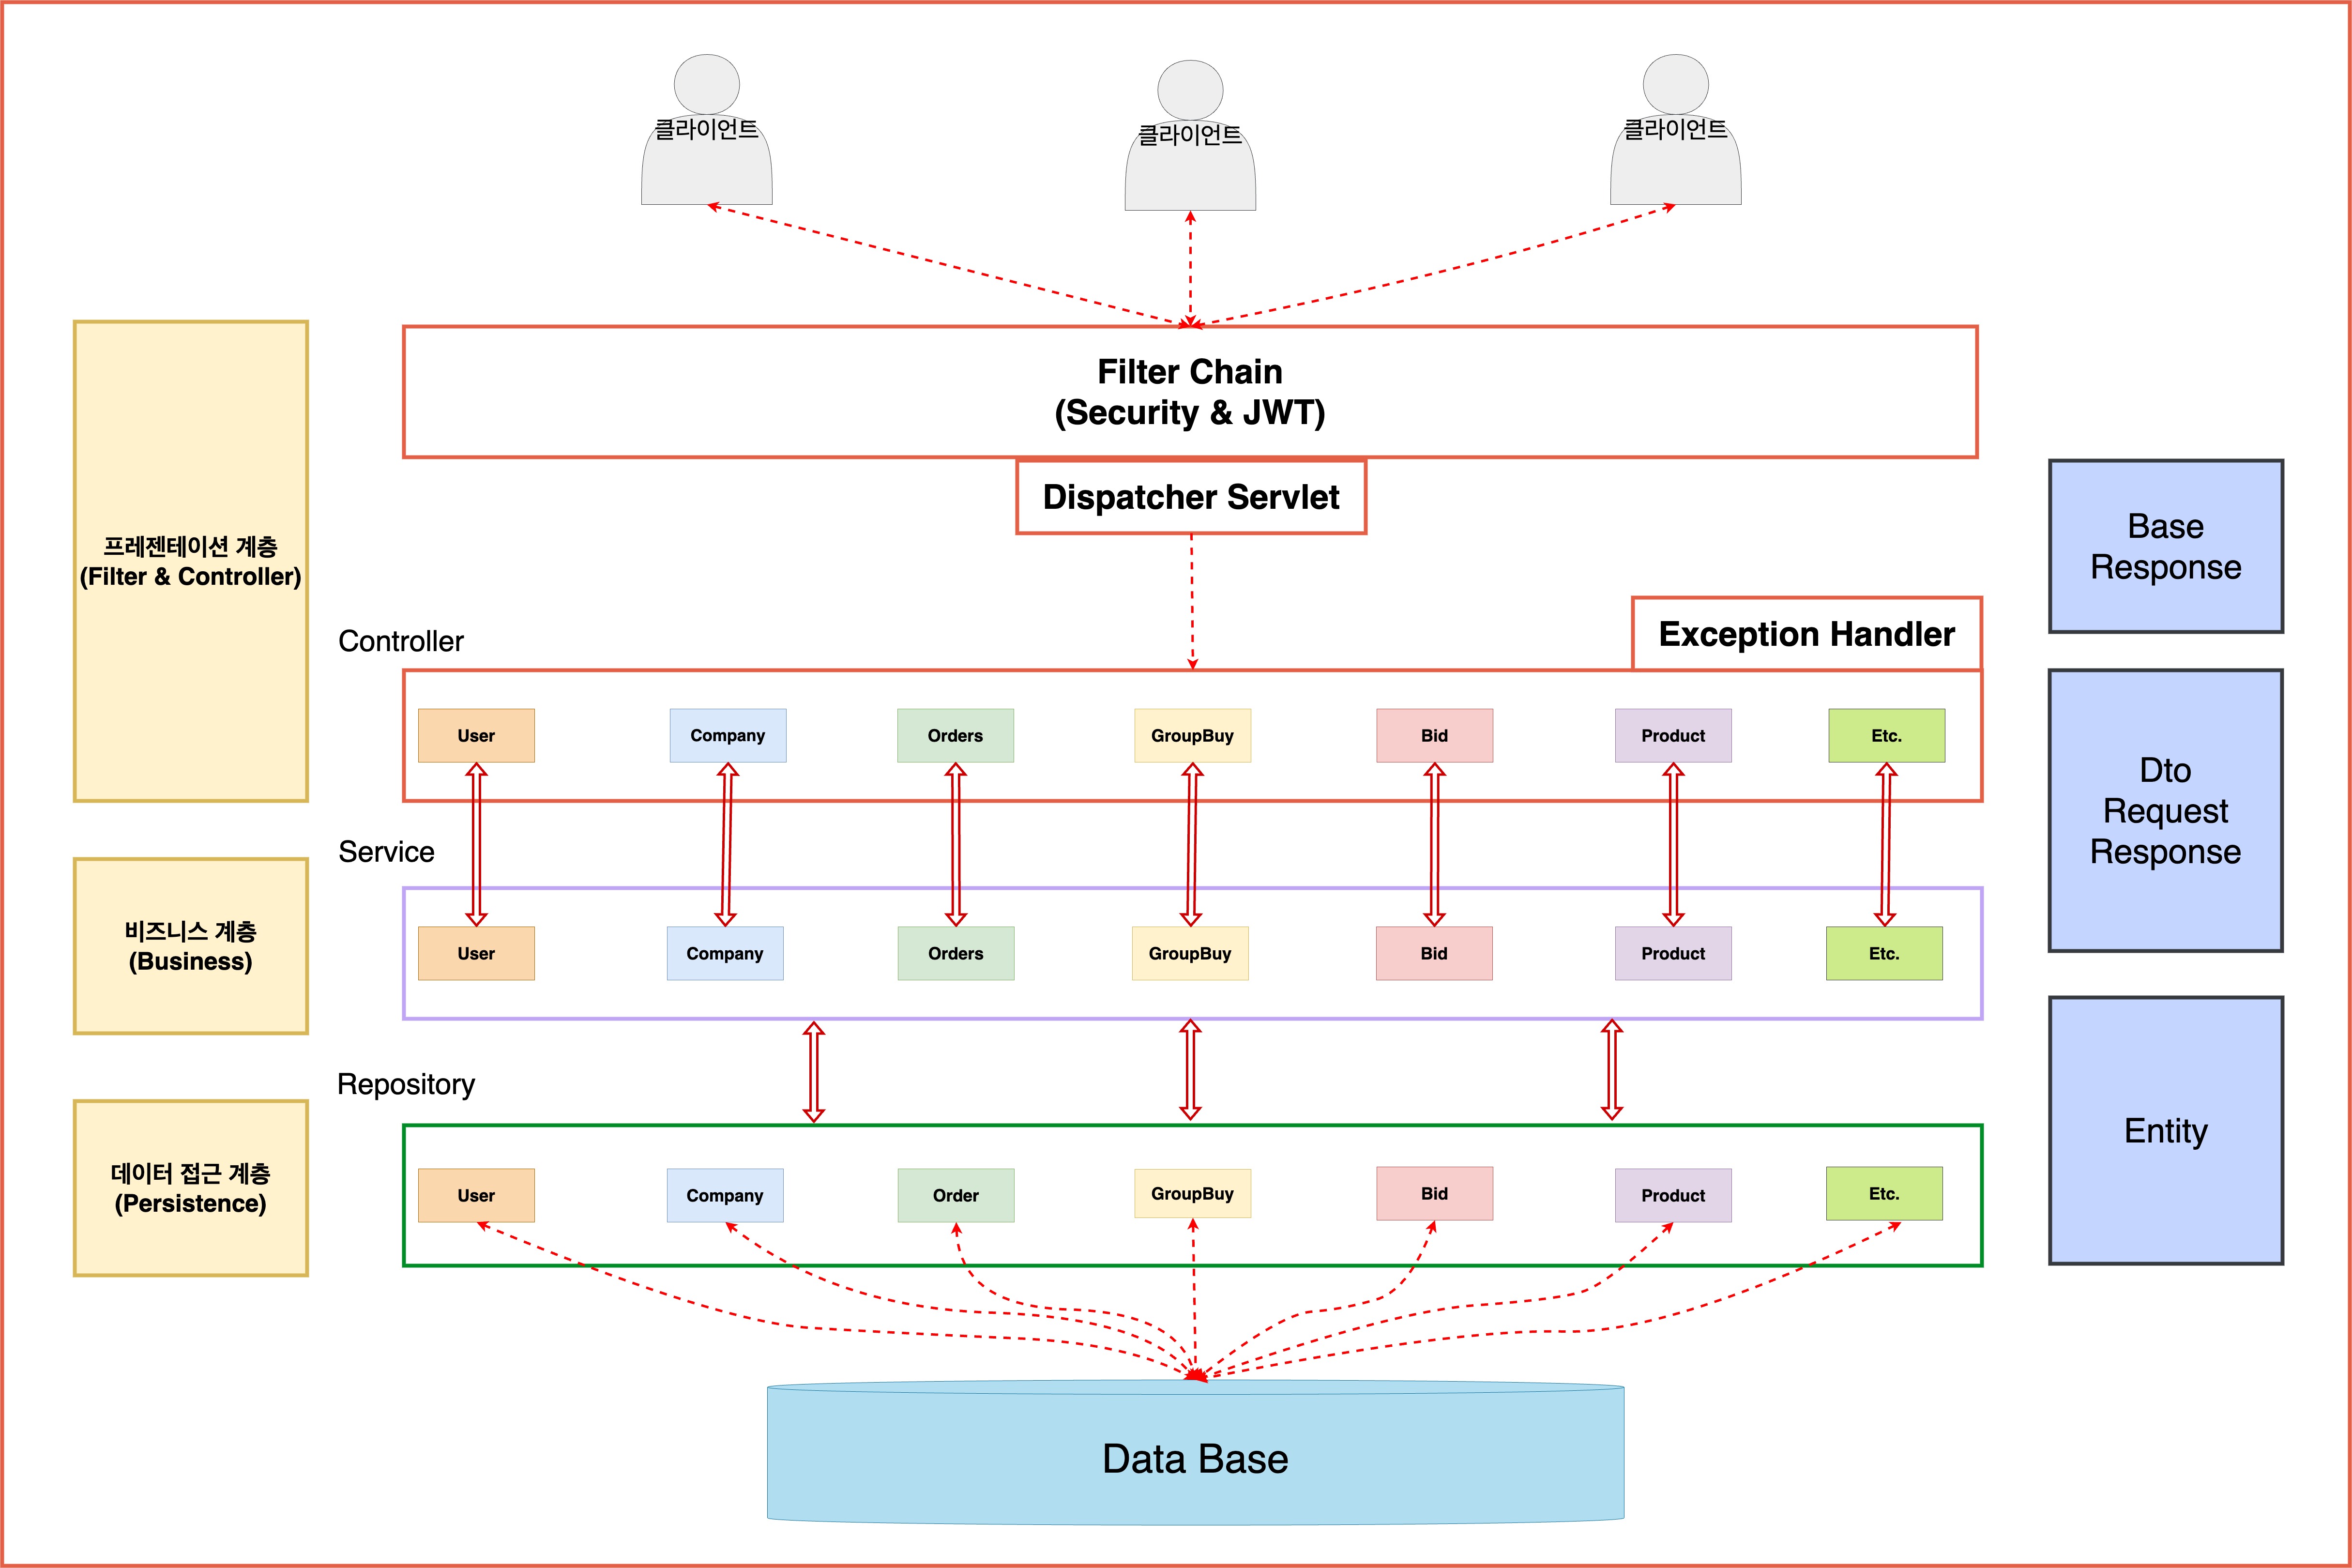 클라이언트
클라이언트
클라이언트
Filter Chain
(Security & JWT)
Dispatcher Servlet
프레젠테이션 계층
(Filter & Controller)
Base
Response
Controller
Exception Handler
User
Company
Orders
GroupBuy
Bid
Product
Etc.
Dto
Request
Response
Service
비즈니스 계층
(Business)
User
Company
Orders
GroupBuy
Bid
Product
Etc.
Repository
데이터 접근 계층
(Persistence)
User
Company
Order
GroupBuy
Bid
Product
Etc.
Entity
Data Base